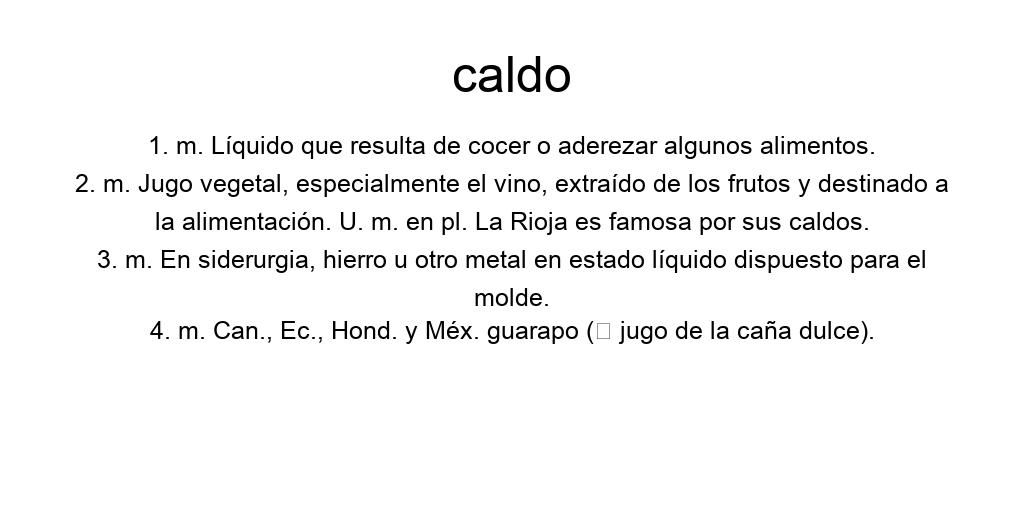 caldo
1. m. Líquido que resulta de cocer o aderezar algunos alimentos.
2. m. Jugo vegetal, especialmente el vino, extraído de los frutos y destinado a
la alimentación. U. m. en pl. La Rioja es famosa por sus caldos.
3. m. En siderurgia, hierro u otro metal en estado líquido dispuesto para el
molde.
4. m. Can., Ec., Hond. y Méx. guarapo (□ jugo de la caña dulce).